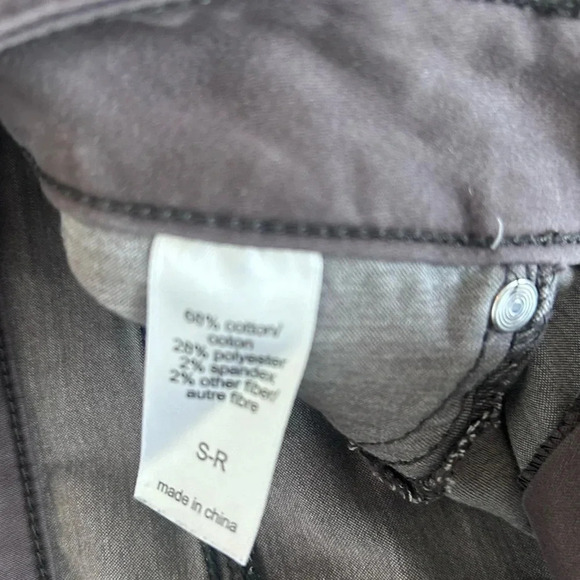 68% cotton/
coton
28% polyester
2% spandex
2% other fiber/
autre fibre
S-R
made in china